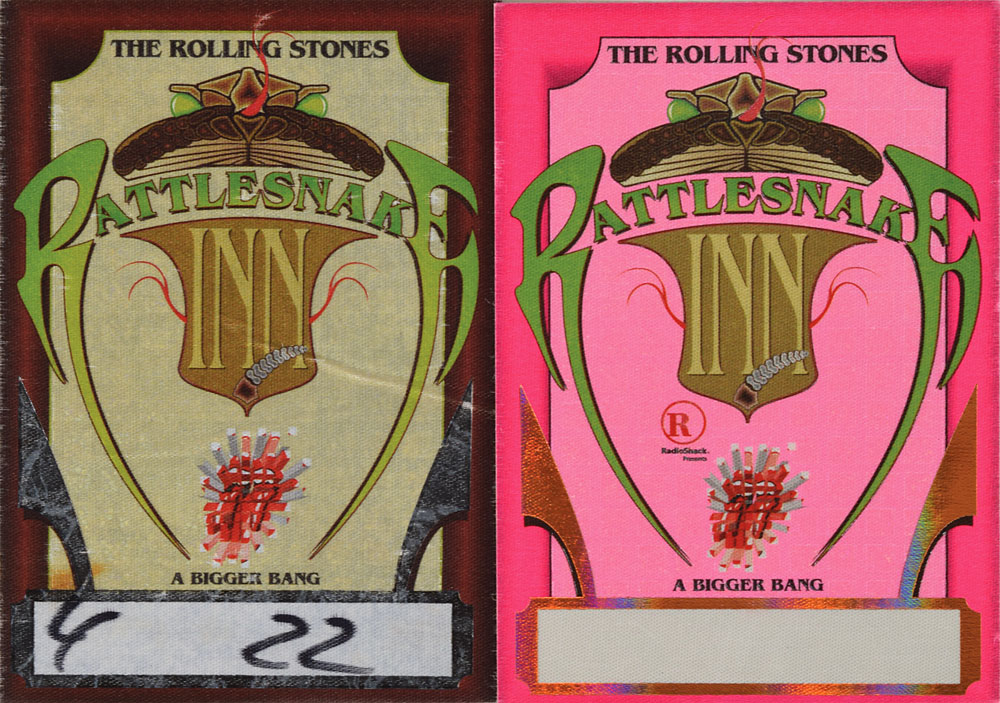 THE ROLLING STONES
RATTLESNAKE
INN
A BIGGER BANG
4 22
THE ROLLING STONES
RATTLESNAKE
INN
R
RadioShack.
Presents
A BIGGER BANG